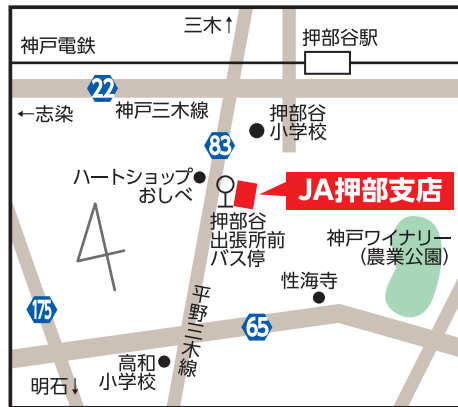 三木↑
神戸電鉄
押部谷駅
22
神戸三木線
←志染
押部谷
小学校
83
ハートショップ
おしべ
JA押部支店
押部谷
出張所前
バス停
神戸ワイナリー
(農業公園)
性海寺
175
平野三木線
65
高和
小学校
明石↓